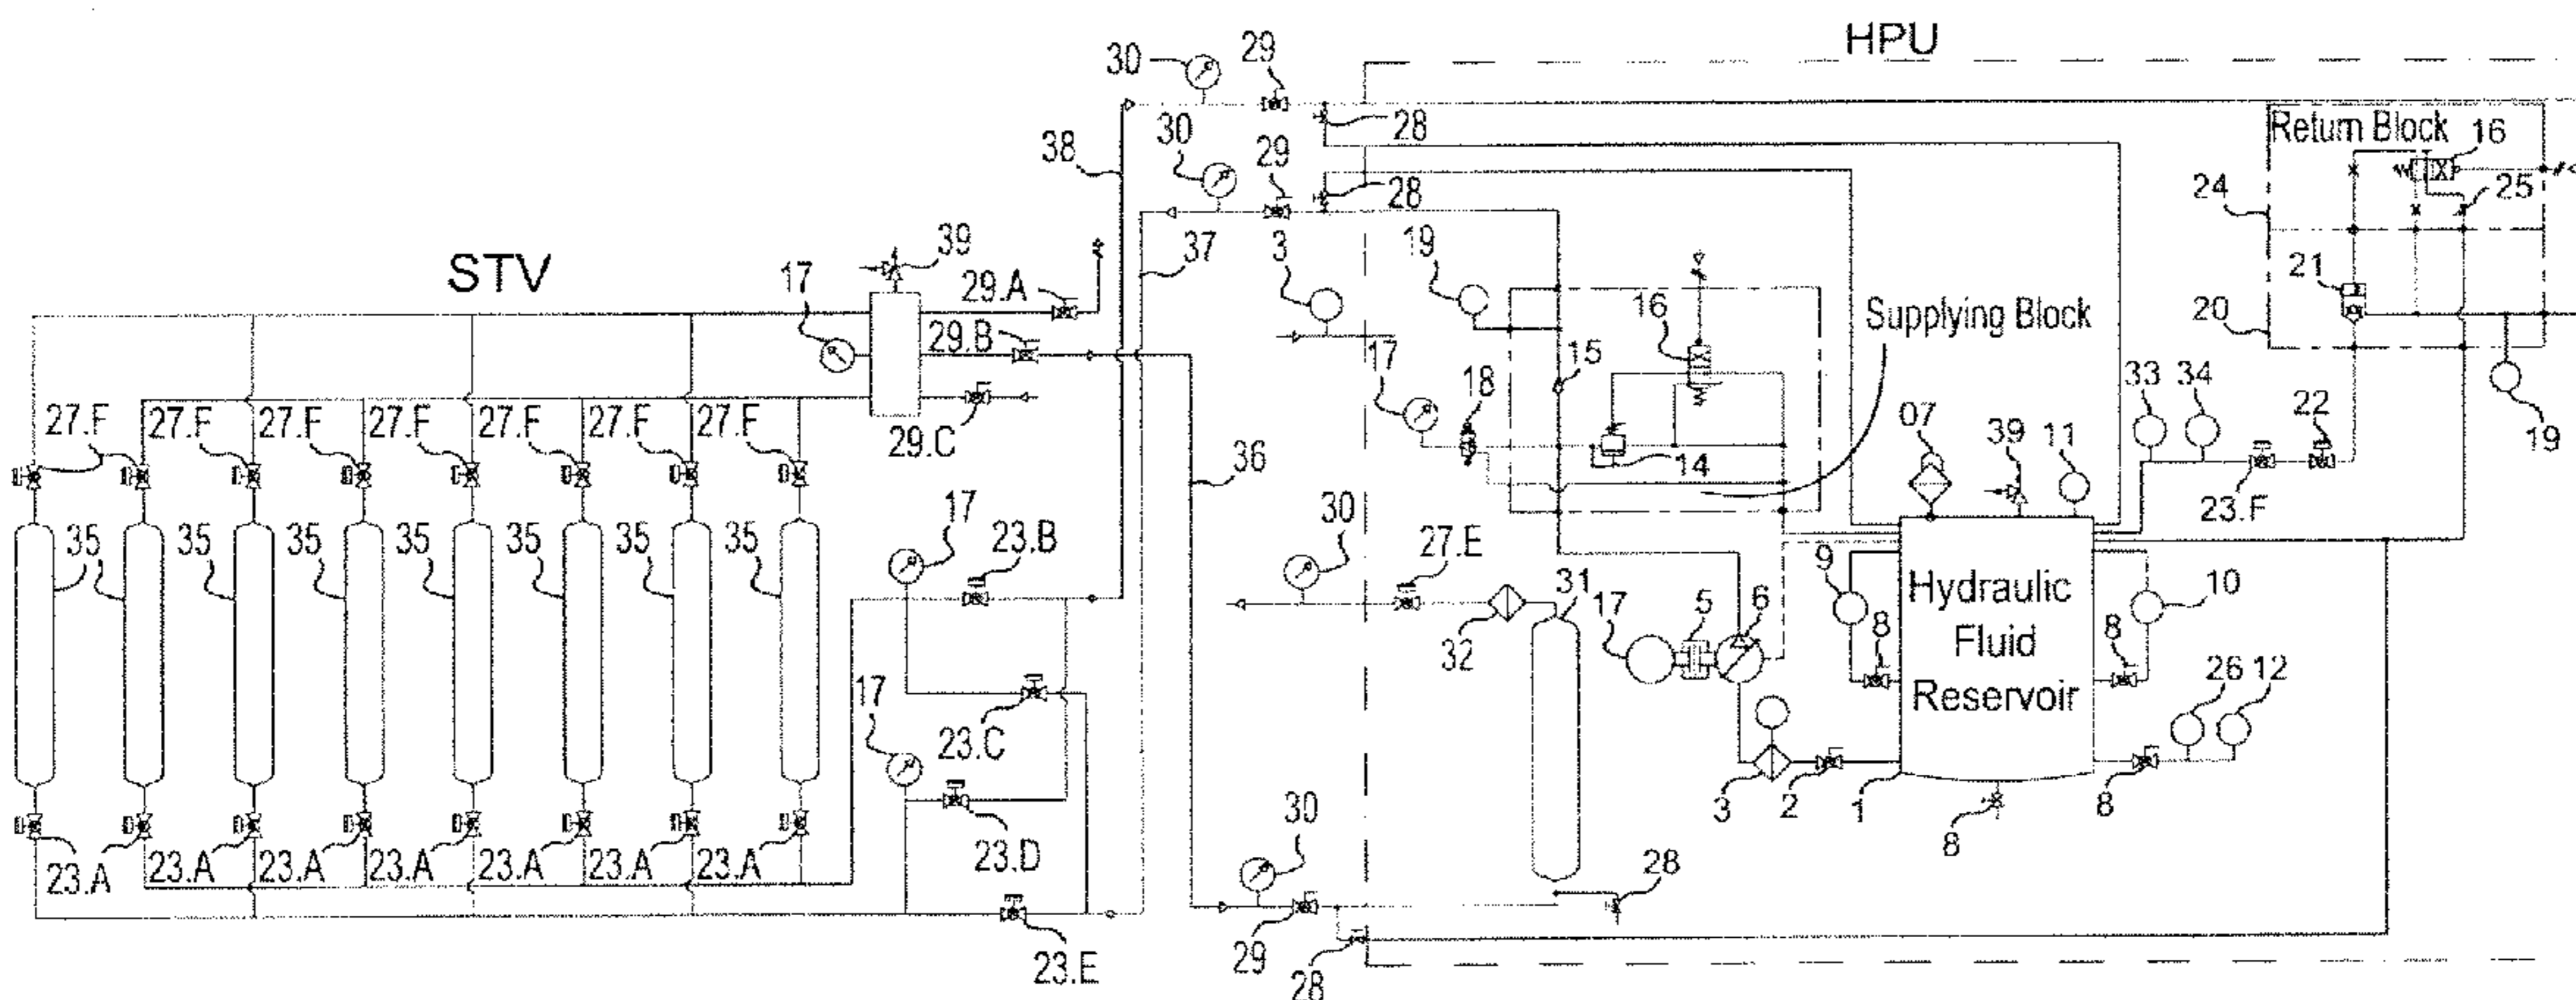 HPU
30
29
28
Return Block
16
38
30
29
28
24
25
STV
39
17
29.A
37
3
19
16
Supplying Block
21
20
29.B
15
17
18
33
34
22
19
27.F
27.F
27.F
27.F
27.F
27.F
27.F
29.C
36
14
07
39
11
23.F
35
35
35
35
35
35
35
17
23.B
30
27.E
9
Hydraulic
Fluid
Reservoir
10
32
31
17
5
6
8
8
26
12
17
23.C
3
2
1
8
8
23.A
23.A
23.A
23.A
23.A
23.A
23.A
23.D
30
28
23.E
29
28